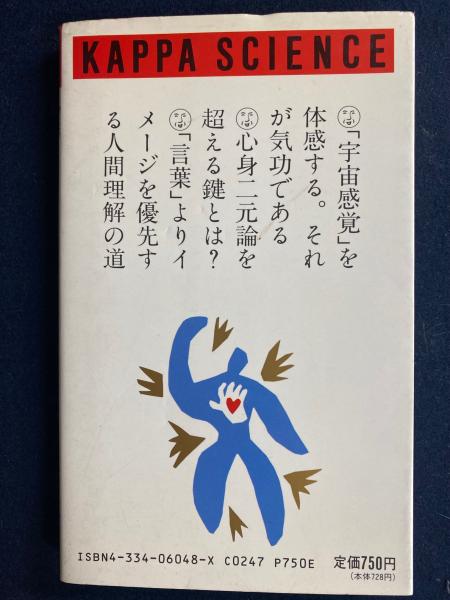 KAPPA SCIENCE
「宇宙感覚」を
体感する。それ
が気功である
心身二元論を
超える鍵とは？
「言葉」よりイ
メージを優先す
る人間理解の道
ISBN4-334-06048-X C0247 P750E
定価750円
(本体728円)